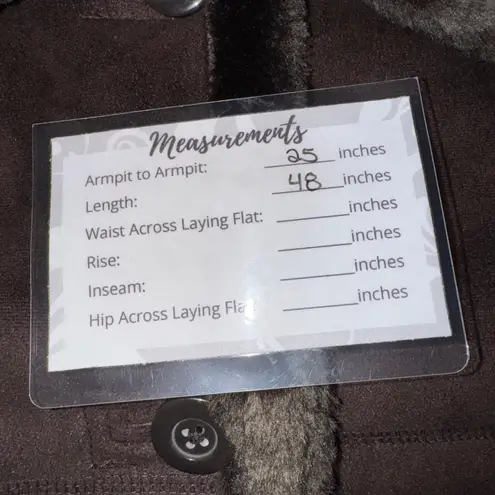 Measurements
Armpit to Armpit: 25 inches
Length: 48 inches
Waist Across Laying Flat: inches
Rise: inches
Inseam: inches
Hip Across Laying Fla inches